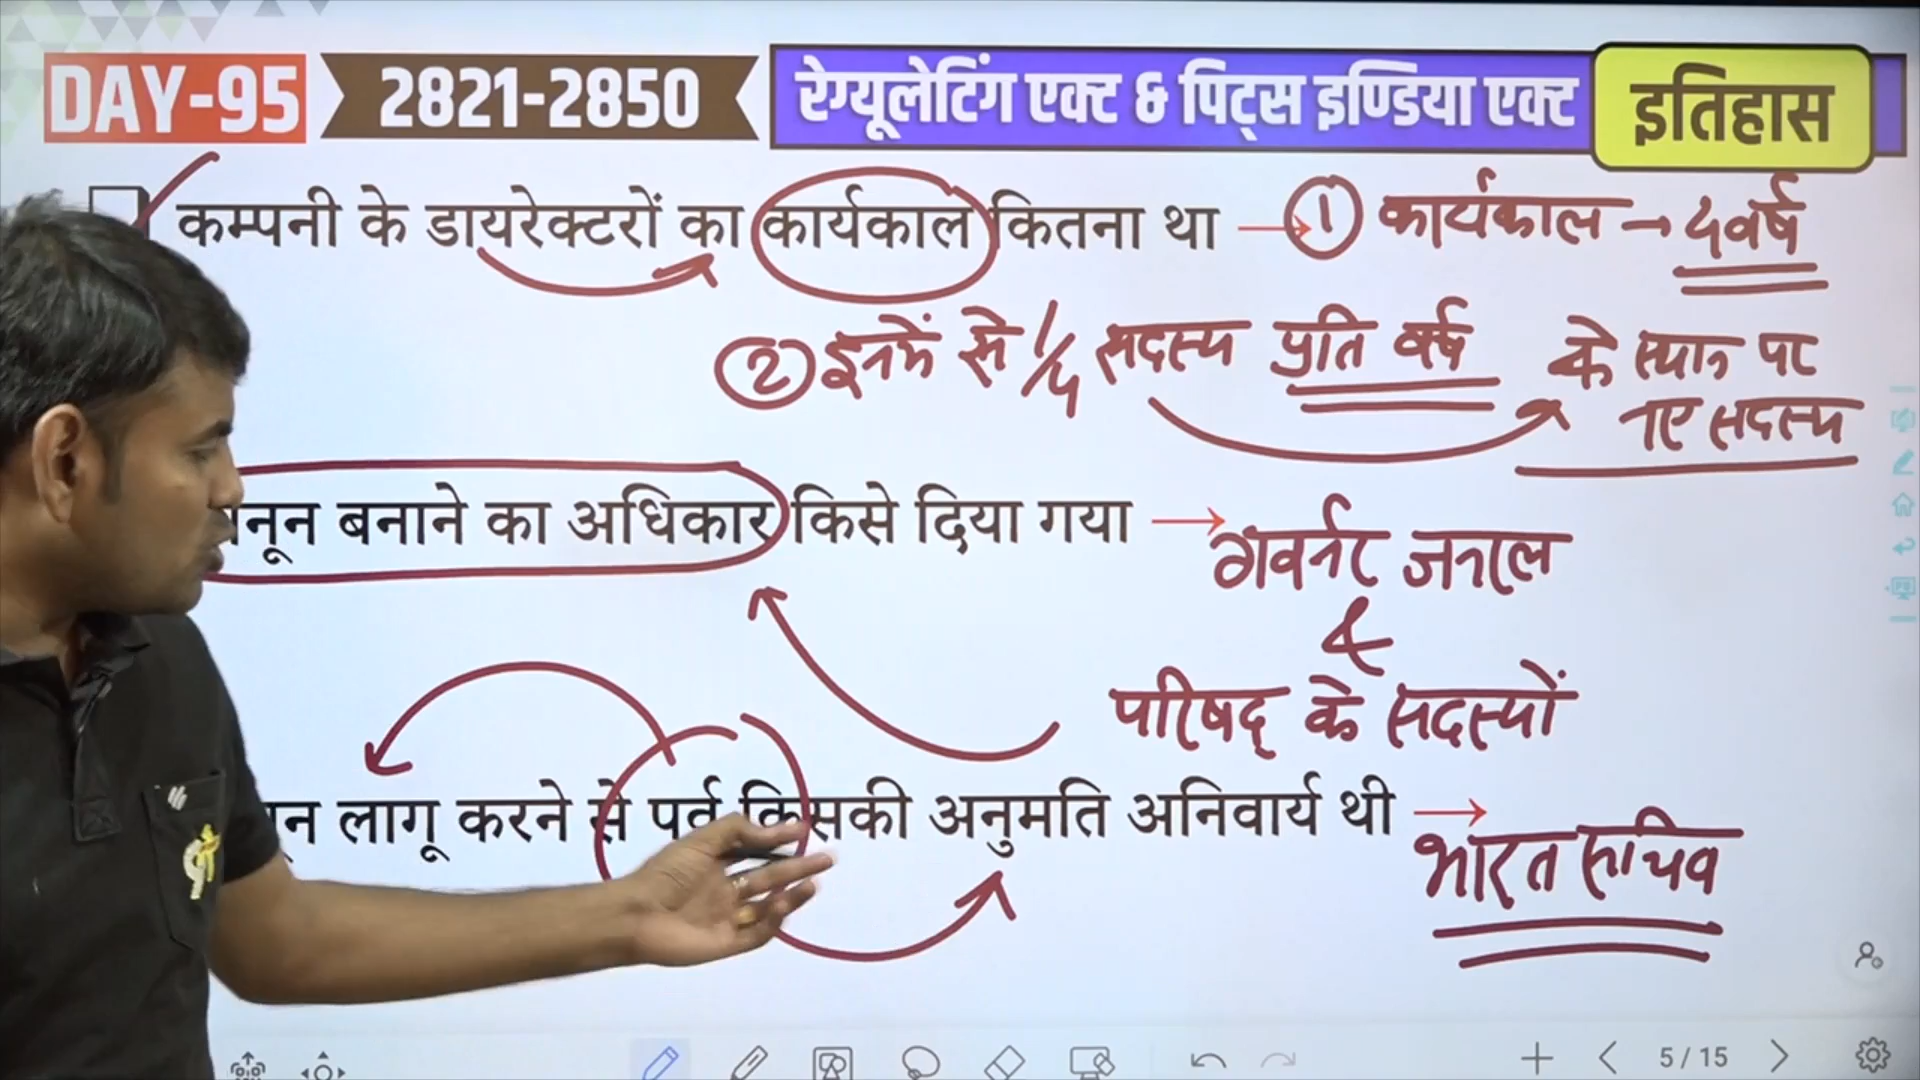 DAY-95 2821-2850 रेग्यूलेटिंग एक्ट & पिट्स इण्डिया एक्ट इतिहास
कम्पनी के डायरेक्टरों का कार्यकाल कितना था → ① कार्यकाल → 4वर्ष
② इनमें से 1/4 सदस्य प्रति वर्ष के स्थान पर
नए सदस्य
बनाने का अधिकार किसे दिया गया → गवर्नर जनरल
&
परिषद् के सदस्यों
लागू करने से पूर्व किसकी अनुमति अनिवार्य थी →
भारत सचिव
5 / 15